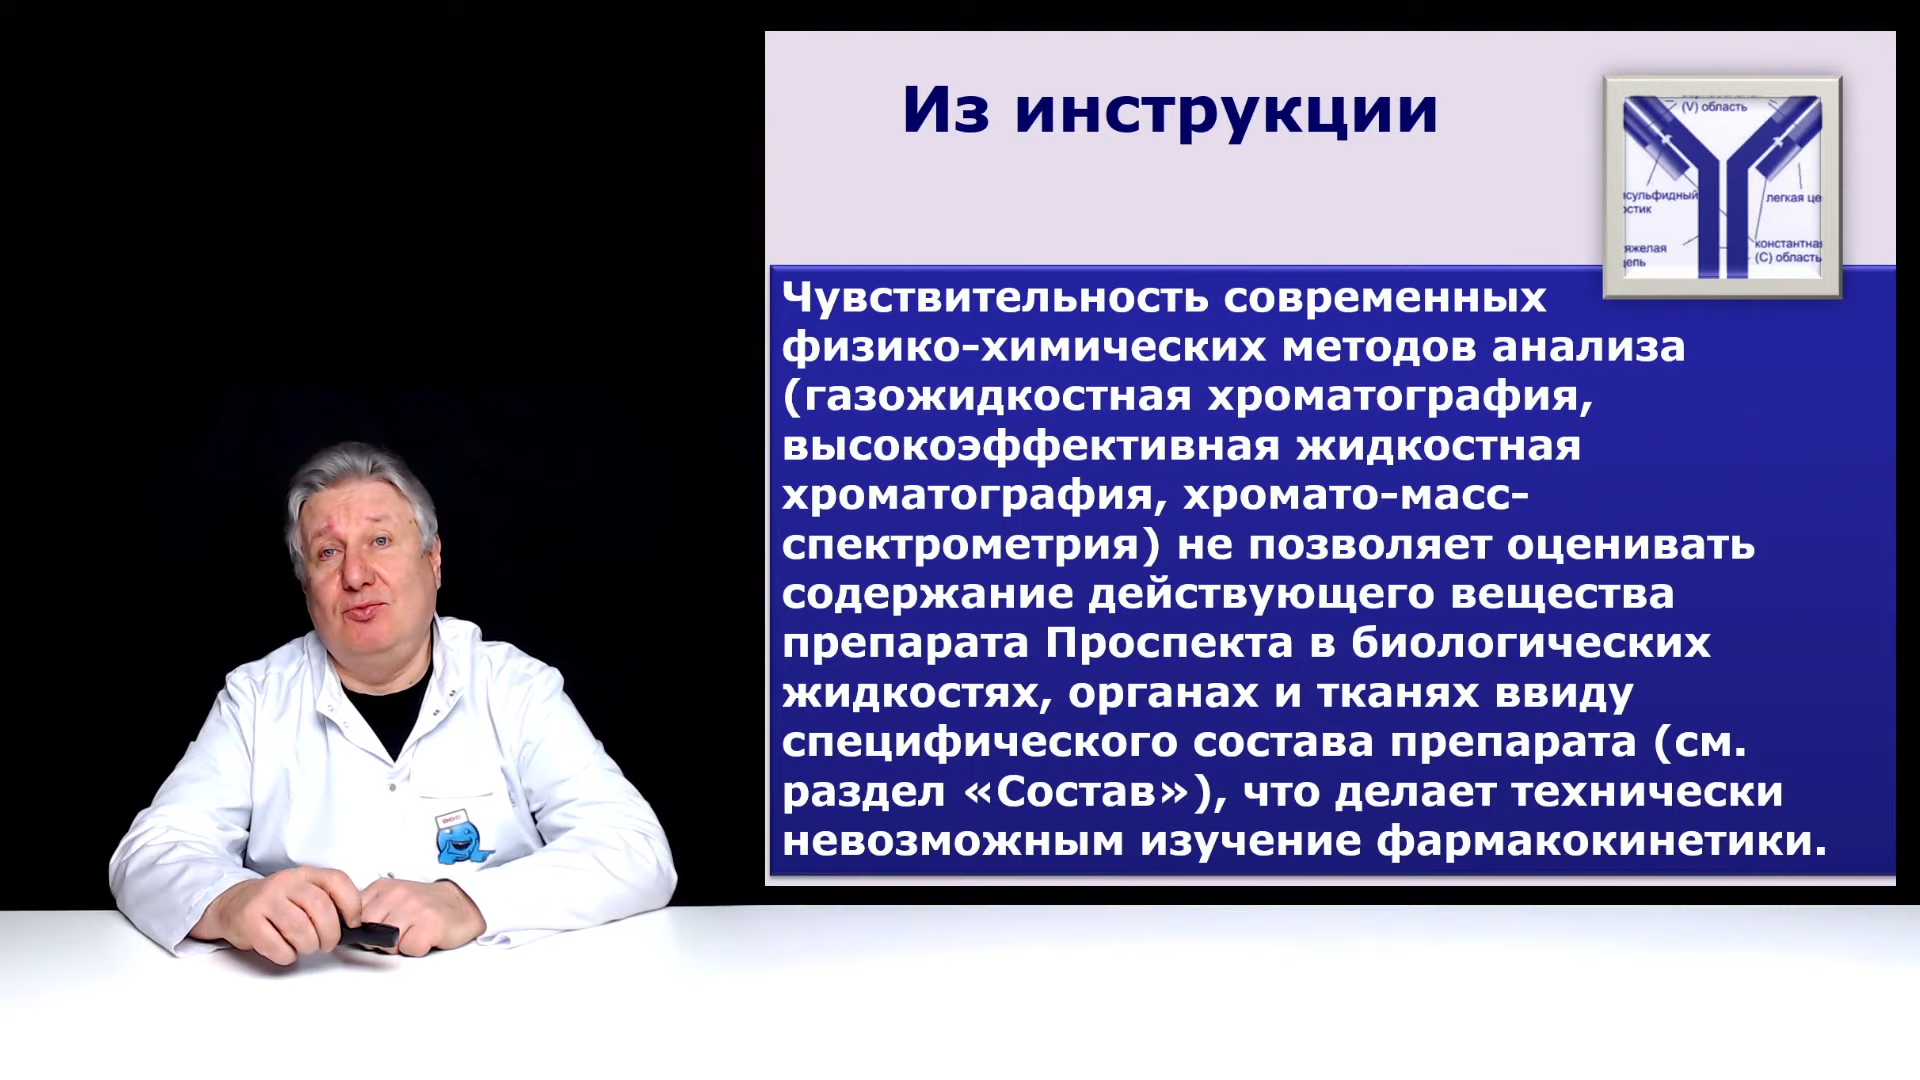 Из инструкции
(V) область
легкая це
константна
(C) область
Чувствительность современных
физико-химических методов анализа
(газожидкостная хроматография,
высокоэффективная жидкостная
хроматография, хромато-масс-
спектрометрия) не позволяет оценивать
содержание действующего вещества
препарата Проспекта в биологических
жидкостях, органах и тканях ввиду
специфического состава препарата (см.
раздел «Состав»), что делает технически
невозможным изучение фармакокинетики.